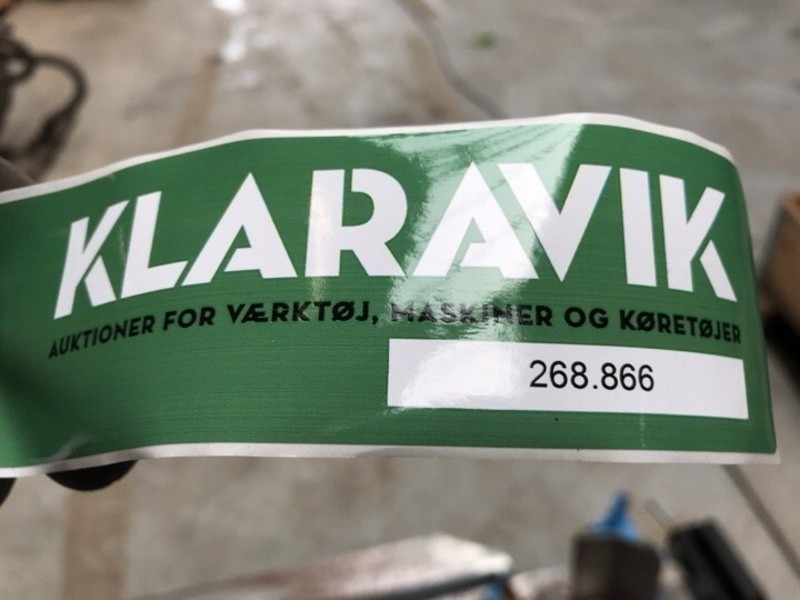 KLARAVIK
AUKTIONER FOR VÆRKTØJ, MASKINER OG KØRETØJER
268.866